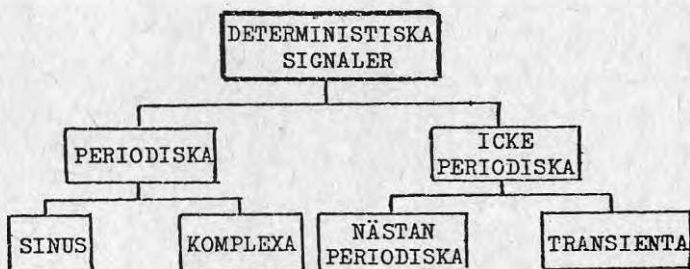 DETERMINISTISKA
SIGNALER
PERIODISKA
ICKE
PERIODISKA
SINUS
KOMPLEXA
NÄSTAN
PERIODISKA
TRANSIENTA